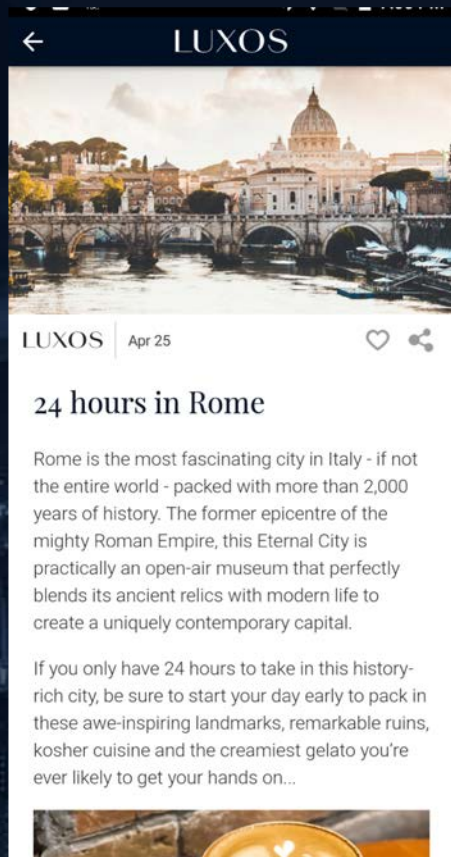 LUXOS
LUXOS
Apr 25
24 hours in Rome
Rome is the most fascinating city in Italy - if not
the entire world - packed with more than 2,000
years of history. The former epicentre of the
mighty Roman Empire, this Eternal City is
practically an open-air museum that perfectly
blends its ancient relics with modern life to
create a uniquely contemporary capital.
If you only have 24 hours to take in this history-
rich city, be sure to start your day early to pack in
these awe-inspiring landmarks, remarkable ruins,
kosher cuisine and the creamiest gelato you're
ever likely to get your hands on...